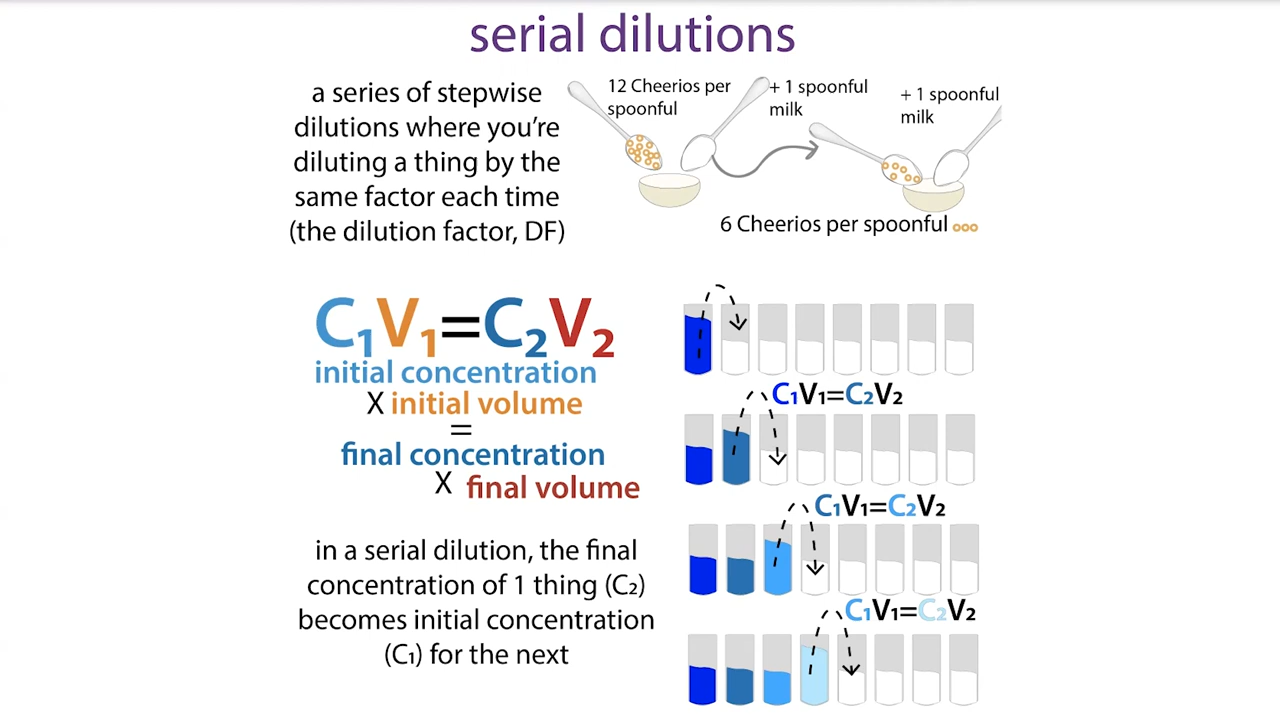 serial dilutions
a series of stepwise
dilutions where you’re
diluting a thing by the
same factor each time
(the dilution factor, DF)
12 Cheerios per
spoonful
+ 1 spoonful
milk
+ 1 spoonful
milk
6 Cheerios per spoonful
C₁V₁=C₂V₂
initial concentration
X initial volume
=
final concentration
X final volume
in a serial dilution, the final
concentration of 1 thing (C₂)
becomes initial concentration
(C₁) for the next
C₁V₁=C₂V₂
C₁V₁=C₂V₂
C₁V₁=C₂V₂